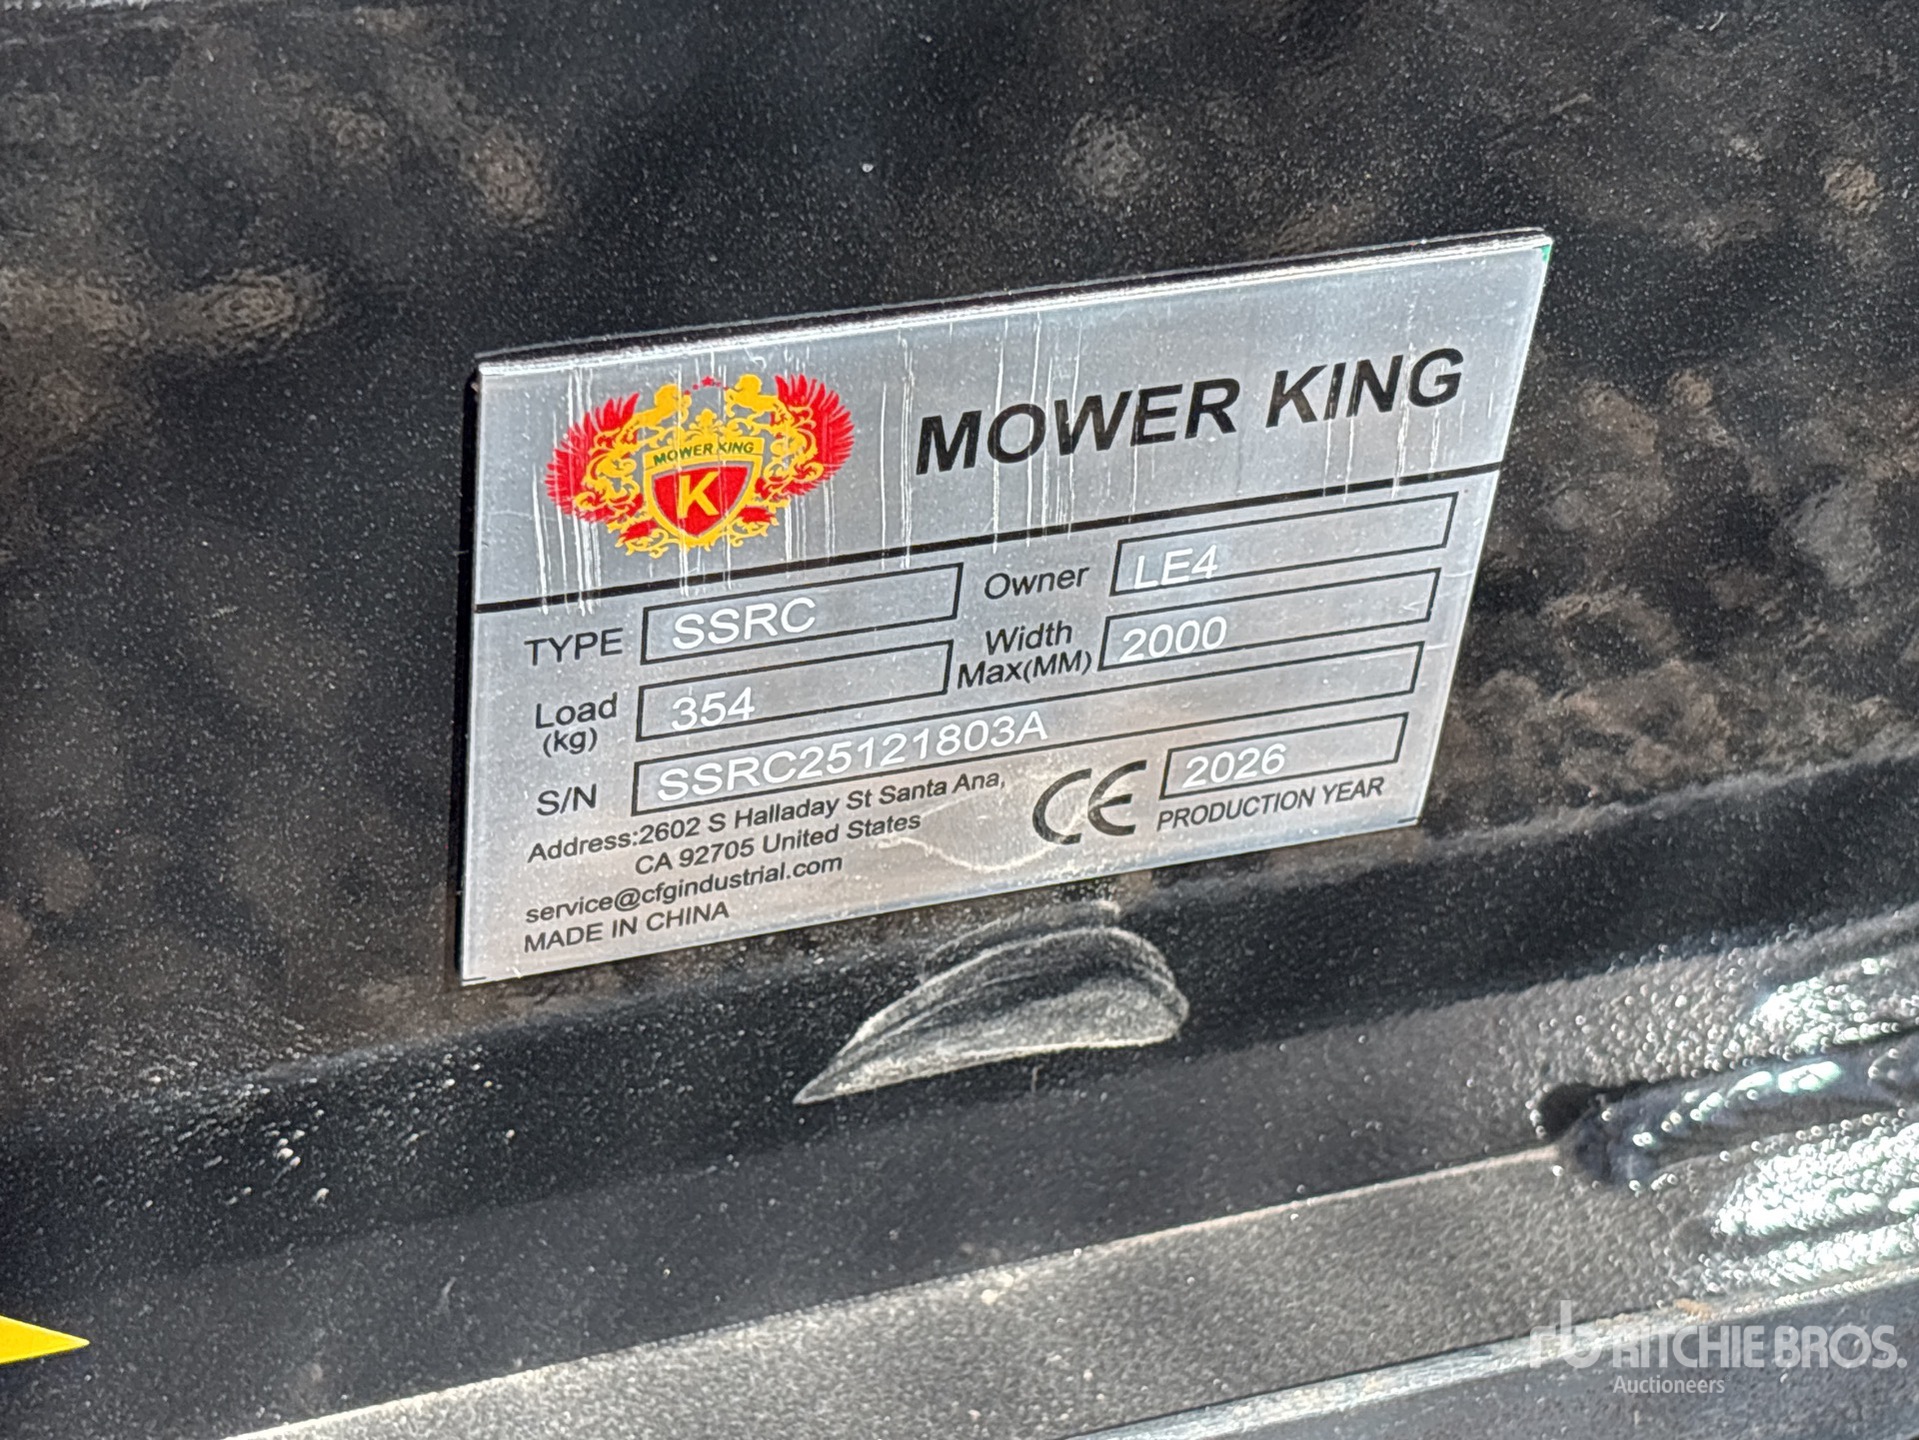 MOWER KING
K
MOWER KING
TYPE SSRC
Owner LE4
Load (kg) 354
Width Max(MM) 2000
S/N SSRC25121803A
Address:2602 S Halladay St Santa Ana,
CA 92705 United States
service@cfgindustrial.com
MADE IN CHINA
CE
2026
PRODUCTION YEAR
rb RITCHIE BROS.
Auctioneers